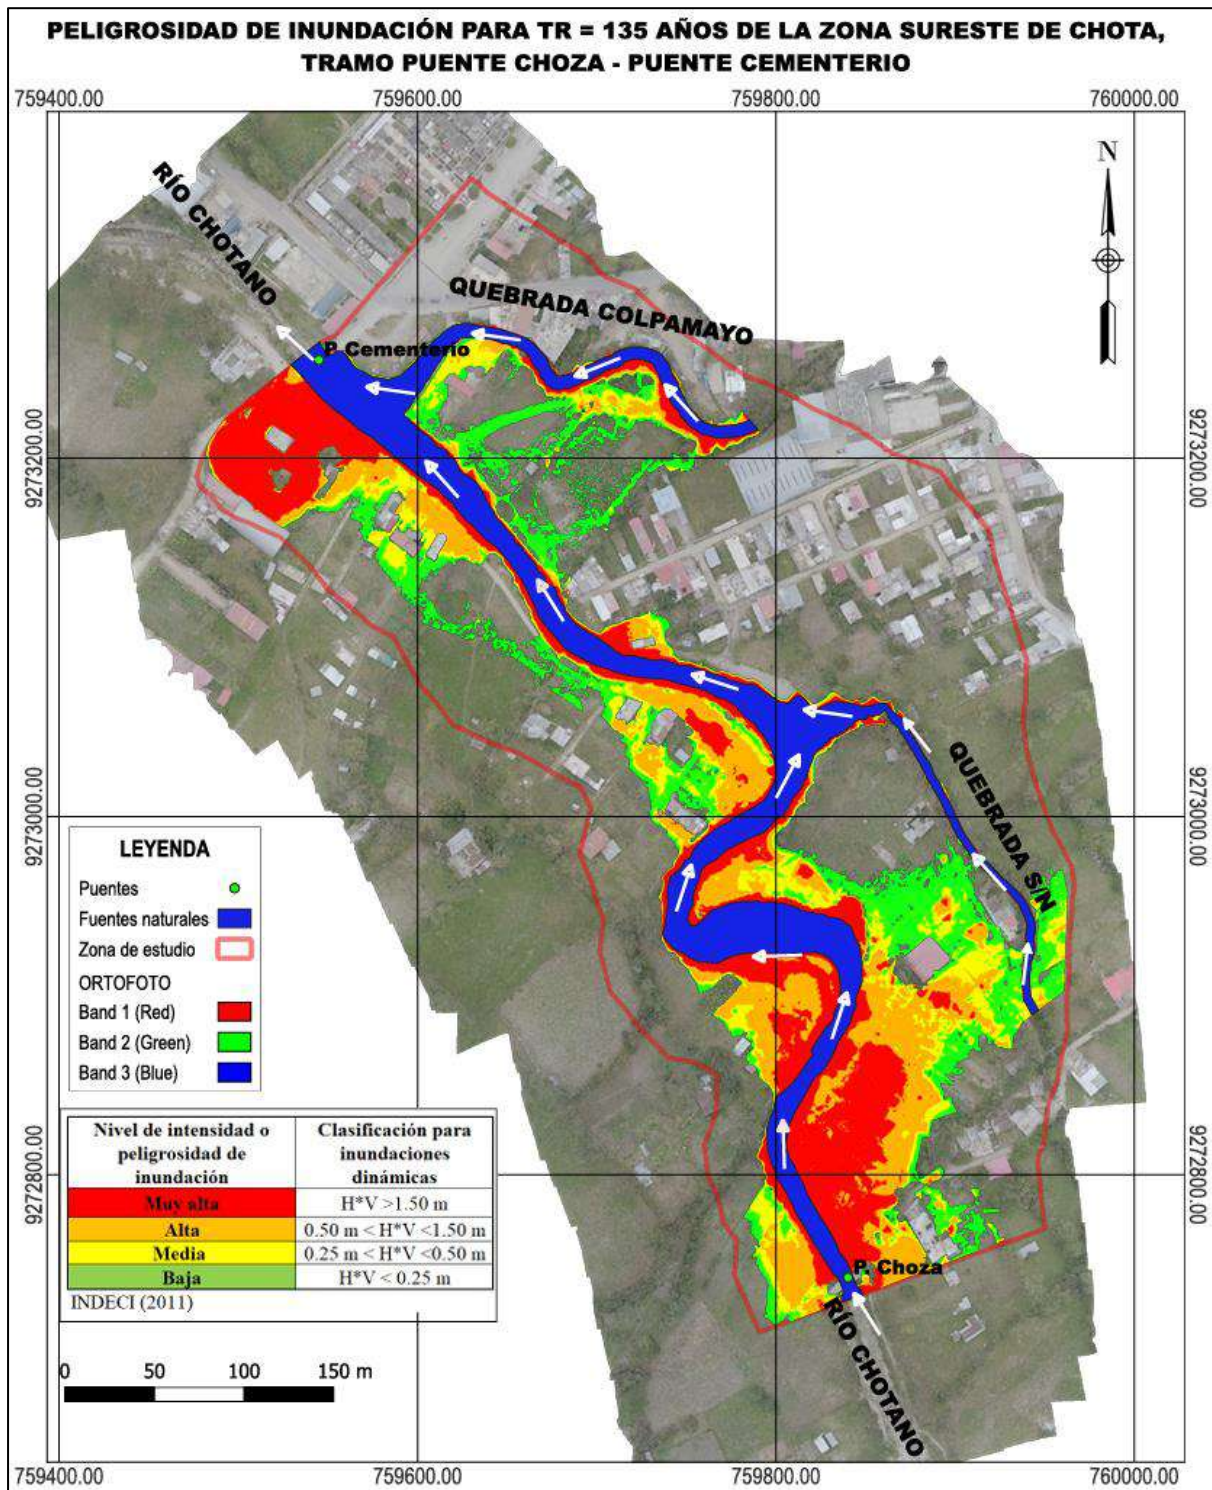 PELIGROSIDAD DE INUNDACIÓN PARA TR = 135 AÑOS DE LA ZONA SURESTE DE CHOTA,
TRAMO PUENTE CHOZA - PUENTE CEMENTERIO
759400.00
759600.00
759800.00
760000.00
N
RÍO CHOTANO
QUEBRADA COLPAMAYO
P. Cementerio
9273200.00
9273200.00
QUEBRADA S/N
9273000.00
9273000.00
LEYENDA
Puentes
Fuentes naturales
Zona de estudio
ORTOFOTO
Band 1 (Red)
Band 2 (Green)
Band 3 (Blue)
Nivel de intensidad o
peligrosidad de
inundación
Clasificación para
inundaciones
dinámicas
Muy alta
H*V >1.50 m
Alta
0.50 m < H*V <1.50 m
Media
0.25 m < H*V <0.50 m
Baja
H*V < 0.25 m
INDECI (2011)
9272800.00
9272800.00
P. Choza
RÍO CHOTANO
0 50 100 150 m
759400.00
759600.00
759800.00
760000.00